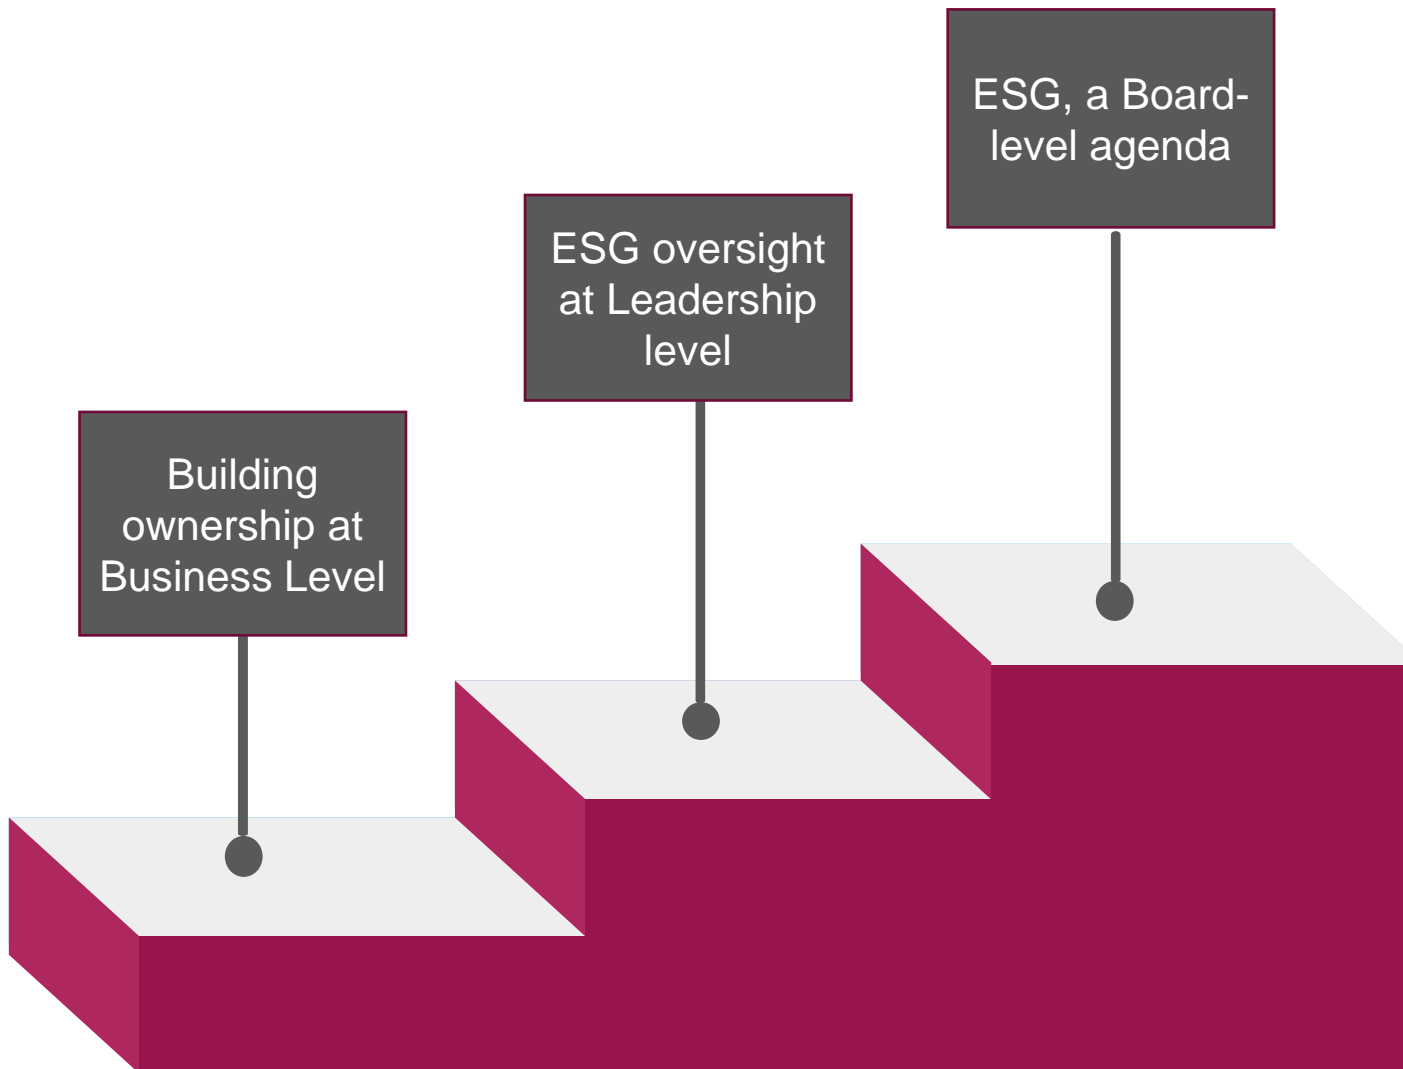 ESG, a Board-
level agenda
ESG oversight
at Leadership
level
Building
ownership at
Business Level